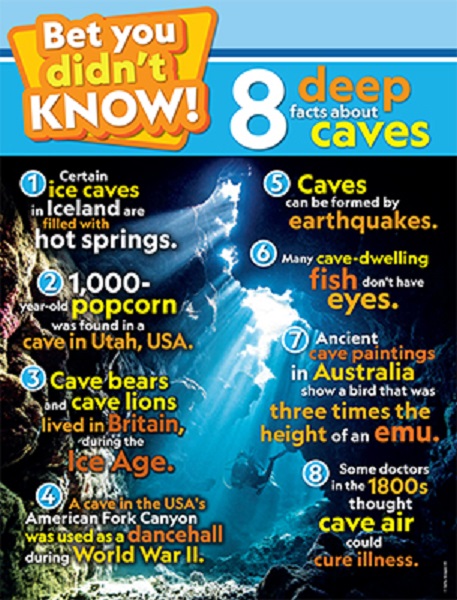 Bet you
didn't
KNOW!
8 deep
facts about
caves
1 Certain
ice caves
in Iceland are
filled with
hot springs.
2 1,000-
year-old popcorn
was found in a
cave in Utah, USA.
3 Cave bears
and cave lions
lived in Britain,
during the
Ice Age.
4 A cave in the USA's
American Fork Canyon
was used as a dancehall
during World War II.
5 Caves
can be formed by
earthquakes.
6 Many cave-dwelling
fish don't have
eyes.
7 Ancient
cave paintings
in Australia
show a bird that was
three times the
height of an emu.
8 Some doctors
in the 1800s
thought
cave air
could
cure illness.